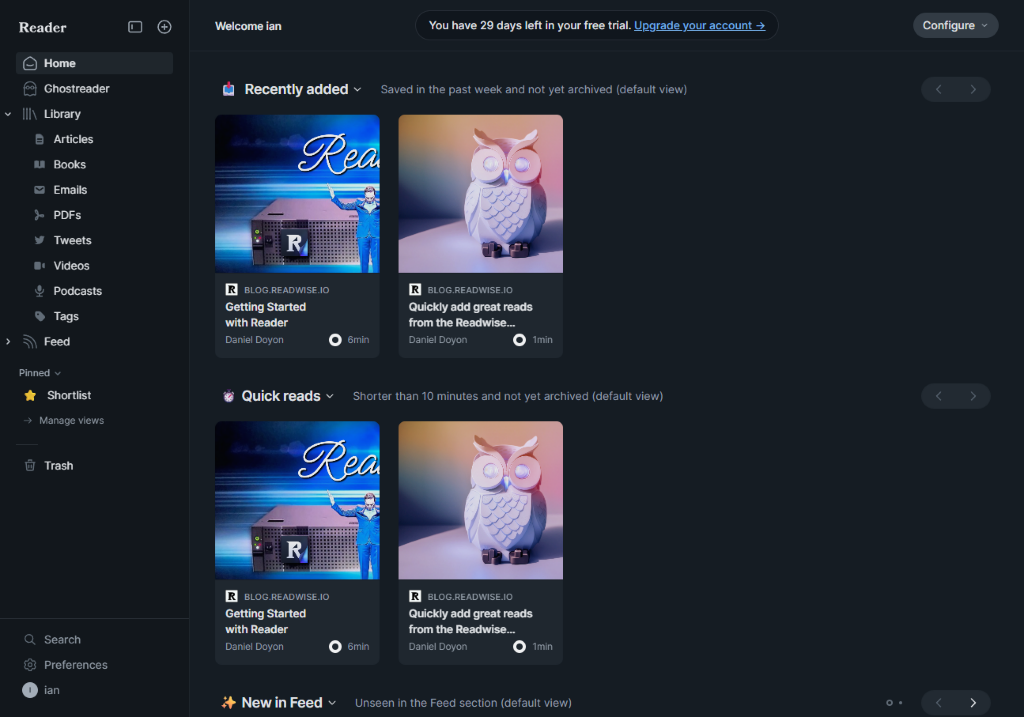 Reader
Welcome ian
You have 29 days left in your free trial. Upgrade your account →
Configure
Home
Ghostreader
Library
Articles
Books
Emails
PDFs
Tweets
Videos
Podcasts
Tags
Feed
Pinned
Shortlist
→ Manage views
Trash
Search
Preferences
I ian
Recently added
Saved in the past week and not yet archived (default view)
Rea
R
R BLOG.READWISE.IO
Getting Started
with Reader
Daniel Doyon 6min
R BLOG.READWISE.IO
Quickly add great reads
from the Readwise...
Daniel Doyon 1min
Quick reads
Shorter than 10 minutes and not yet archived (default view)
Rea
R
R BLOG.READWISE.IO
Getting Started
with Reader
Daniel Doyon 6min
R BLOG.READWISE.IO
Quickly add great reads
from the Readwise...
Daniel Doyon 1min
New in Feed
Unseen in the Feed section (default view)